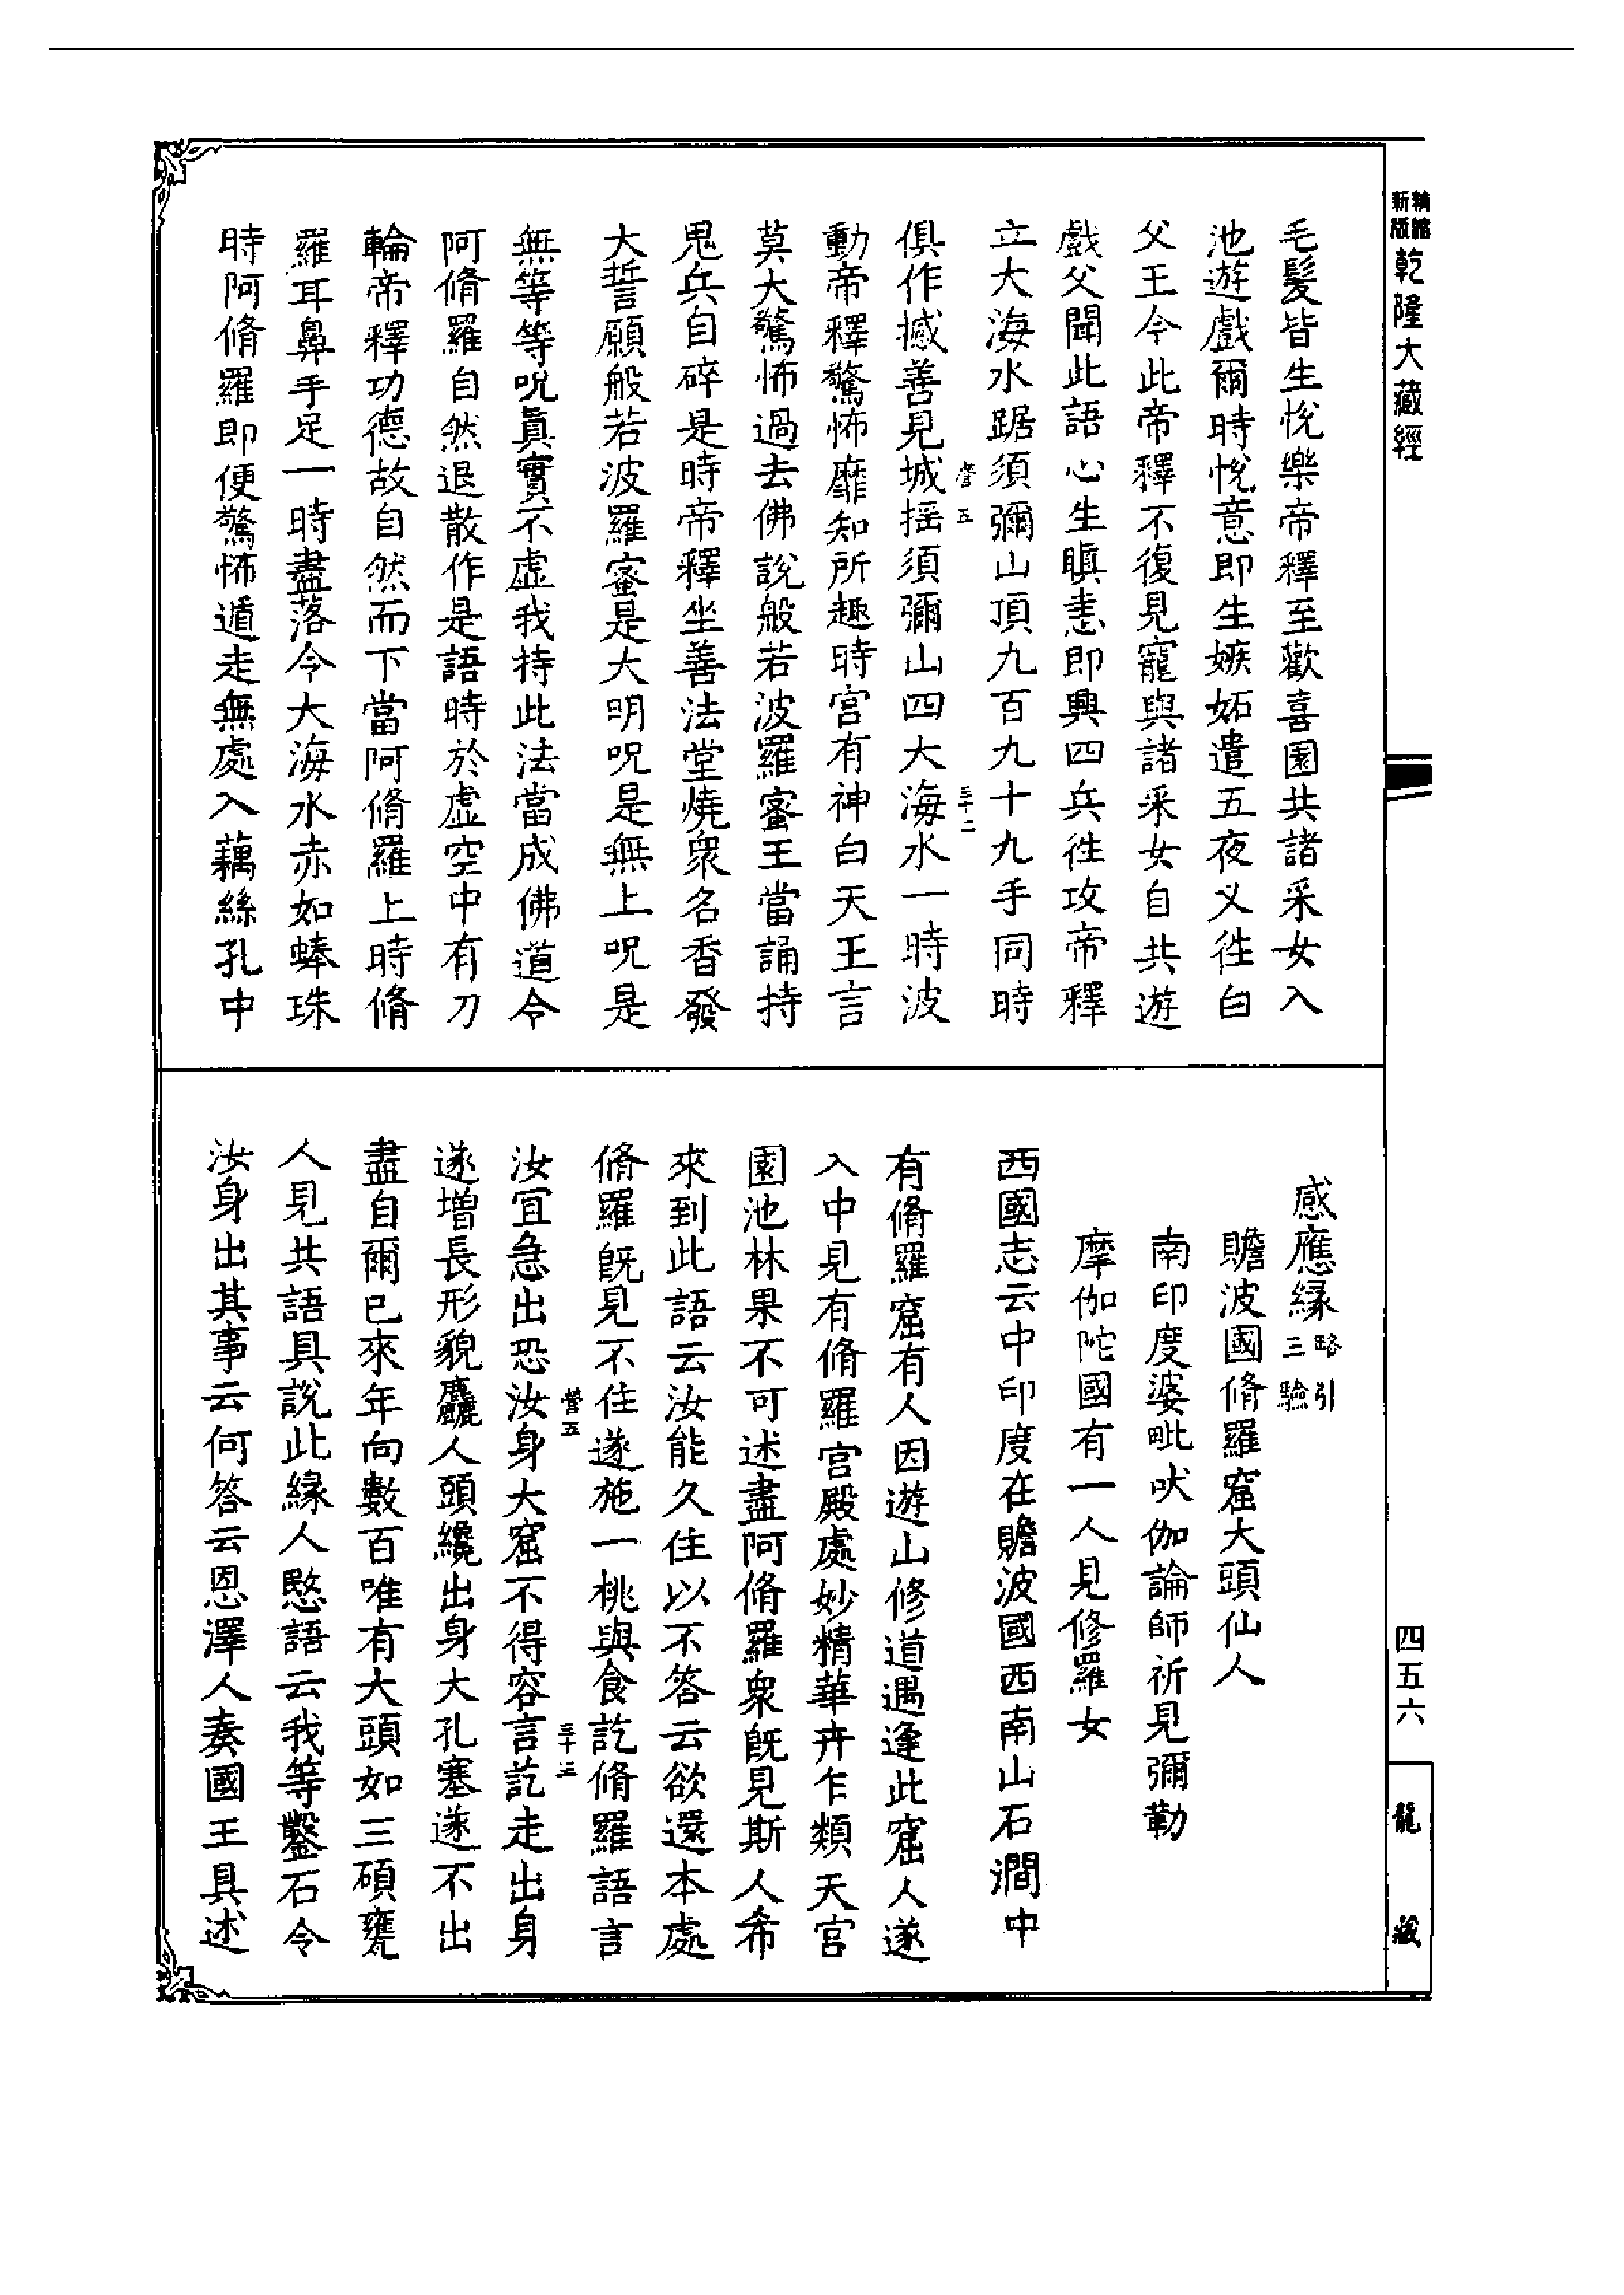 新版
精縮
乾隆大藏經
四五六
龍藏
毛髮皆生悅樂帝釋至歡喜園共諸采女入
池遊戲爾時悅意即生嫉妬遣五夜叉徃白
父王今此帝釋不復見寵與諸采女自共遊
戲父聞此語心生瞋恚即興四兵徃攻帝釋
立大海水踞須彌山頂九百九十九手同時
營五 三十二
俱作撼善見城揺須彌山四大海水一時波
動帝釋驚怖靡知所趣時宮有神白天王言
莫大驚怖過去佛說般若波羅蜜王當誦持
鬼兵自碎是時帝釋坐善法堂燒衆名香發
大誓願般若波羅蜜是大明呪是無上呪是
無等等呪眞實不虛我持此法當成佛道令
阿脩羅自然退散作是語時於虛空中有刀
輪帝釋功德故自然而下當阿脩羅上時脩
羅耳鼻手足一時盡落令大海水赤如蜯珠
時阿脩羅即便驚怖遁走無處入藕絲孔中
感應縁略引三驗
贍波國脩羅窟大頭仙人
南印度婆毗吠伽論師祈見彌勒
摩伽陀國有一人見修羅女
西國志云中印度在贍波國西南山石澗中
有脩羅窟有人因遊山修道遇逢此窟人遂
入中見有脩羅宮殿處妙精華卉乍類天宮
園池林果不可述盡阿脩羅衆旣見斯人希
來到此語云汝能久住以不答云欲還本處
脩羅旣見不住遂施一桃與食訖脩羅語言
營五 三十三
汝宜急出恐汝身大窟不得容言訖走出身
遂增長形貌麤人頭纔出身大孔塞遂不出
盡自爾已來年向數百唯有大頭如三碩甕
人見共語具說此縁人愍語云我等鑿石令
汝身出其事云何答云恩澤人奏國王具述